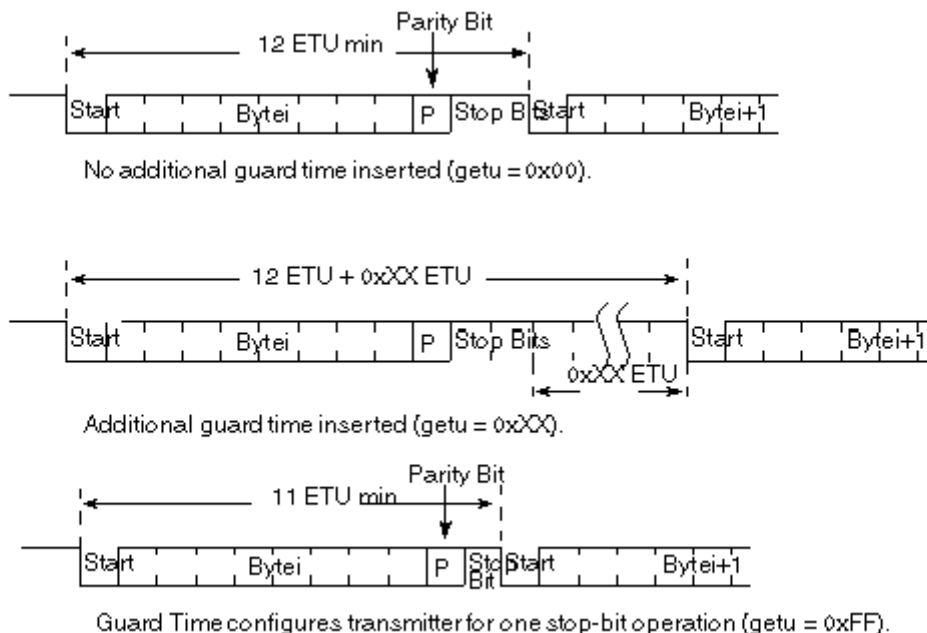 Parity Bit
12 ETU min
Start Bytei P Stop Bits Start Bytei+1
No additional guard time inserted (getu = 0x00).
12 ETU + 0xXX ETU
Start Bytei P Stop Bits Start Bytei+1
0xXX ETU
Additional guard time inserted (getu = 0xXX).
Parity Bit
11 ETU min
Start Bytei P Stop Bit Start Bytei+1
Guard Time configures transmitter for one stop-bit operation (getu = 0xFF).